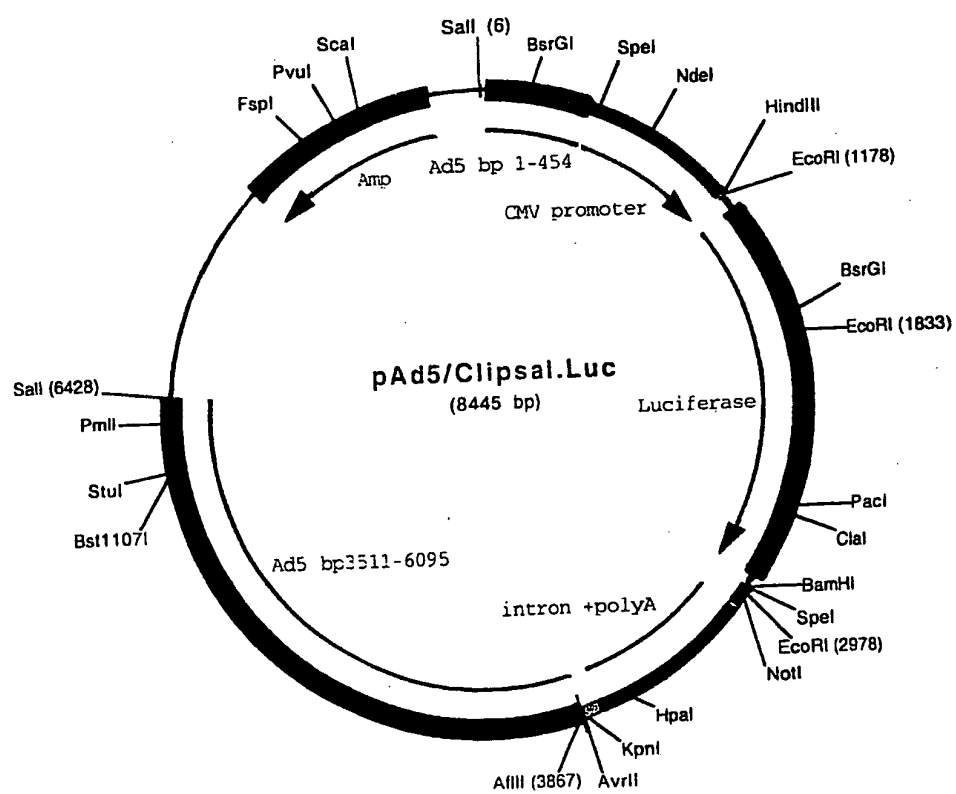 SalI (6)
BsrGI
SpeI
NdeI
HindIII
EcoRI (1178)
BsrGI
EcoRI (1833)
PacI
ClaI
BamHI
SpeI
EcoRI (2978)
NotI
HpaI
KpnI
AvrII
AflII (3867)
Bst1107I
StuI
PmlI
SalI (6428)
FspI
PvuI
ScaI
Amp
Ad5 bp 1-454
CMV promoter
pAd5/Clipsal.Luc
(8445 bp)
Luciferase
Ad5 bp3511-6095
intron +polyA